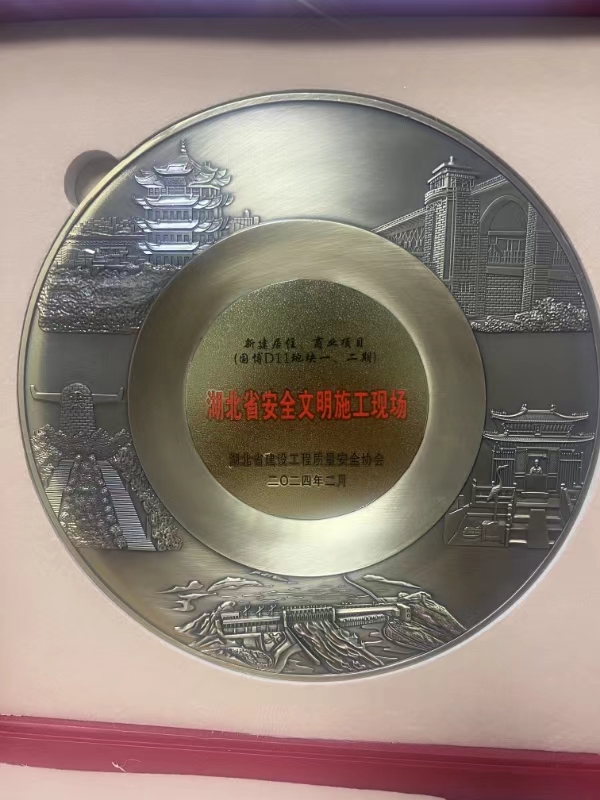 新建居住、商业项目
(国博D11地块一、二期)
湖北省安全文明施工现场
湖北省建设工程质量安全协会
二〇二四年二月